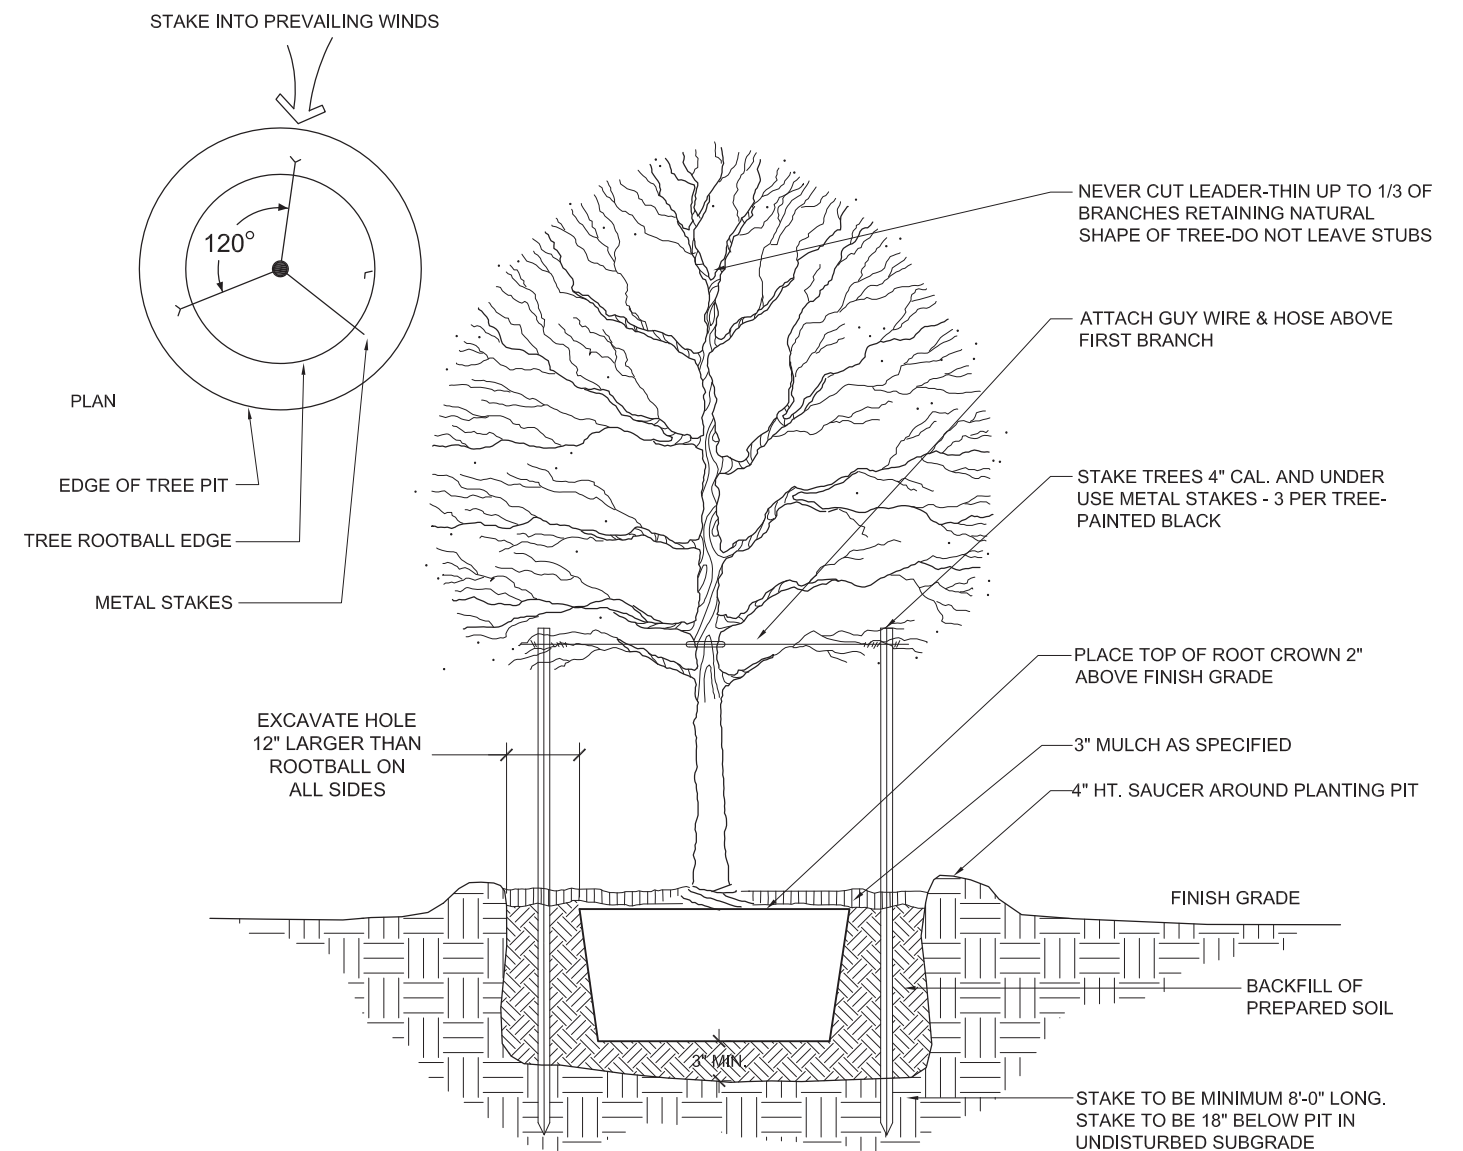 STAKE INTO PREVAILING WINDS
120°
PLAN
EDGE OF TREE PIT
TREE ROOTBALL EDGE
METAL STAKES
NEVER CUT LEADER-THIN UP TO 1/3 OF
BRANCHES RETAINING NATURAL
SHAPE OF TREE-DO NOT LEAVE STUBS
ATTACH GUY WIRE & HOSE ABOVE
FIRST BRANCH
STAKE TREES 4" CAL. AND UNDER
USE METAL STAKES - 3 PER TREE-
PAINTED BLACK
PLACE TOP OF ROOT CROWN 2"
ABOVE FINISH GRADE
EXCAVATE HOLE
12" LARGER THAN
ROOTBALL ON
ALL SIDES
3" MULCH AS SPECIFIED
4" HT. SAUCER AROUND PLANTING PIT
FINISH GRADE
BACKFILL OF
PREPARED SOIL
3" MIN.
STAKE TO BE MINIMUM 8'-0" LONG.
STAKE TO BE 18" BELOW PIT IN
UNDISTURBED SUBGRADE